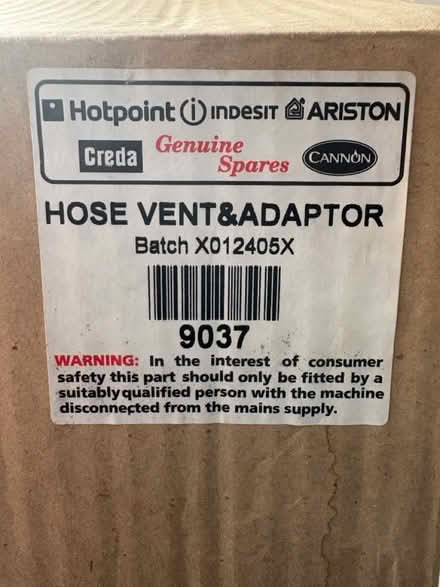 Hotpoint indesit ARISTON
Creda Genuine Spares CANNON
HOSE VENT&ADAPTOR
Batch X012405X
9037
WARNING: In the interest of consumer
safety this part should only be fitted by a
suitably qualified person with the machine
disconnected from the mains supply.